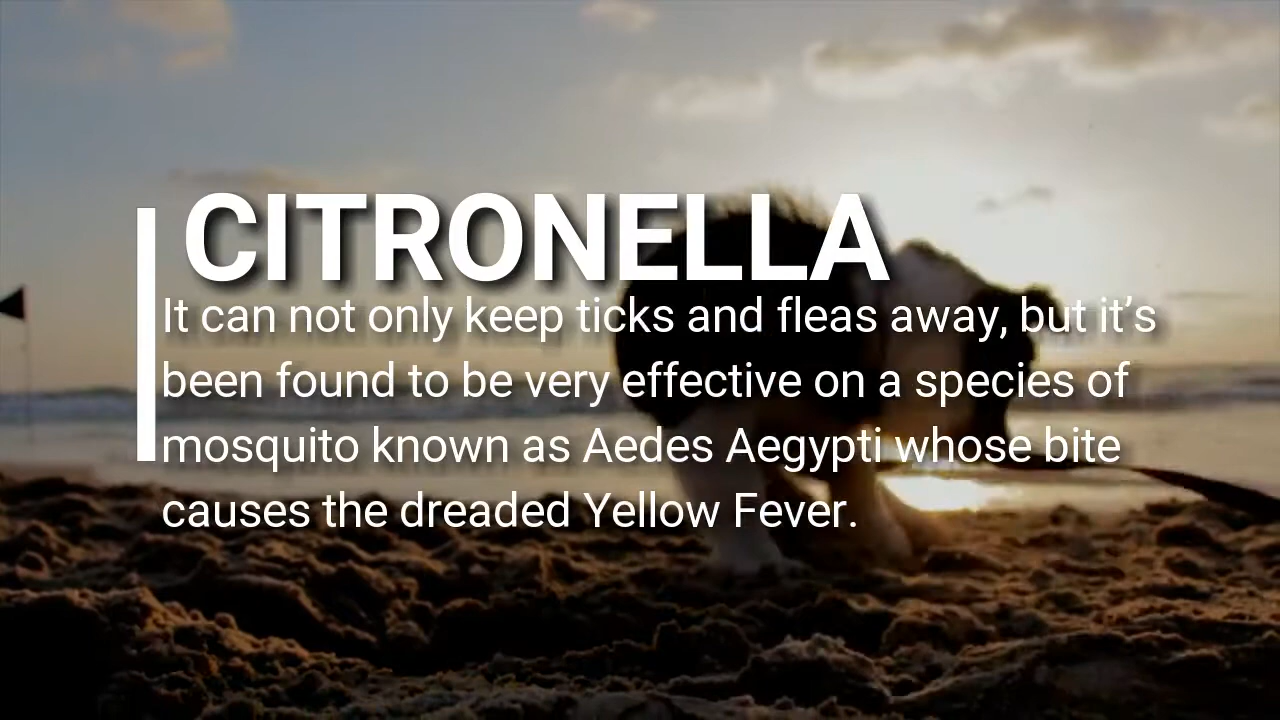 CITRONELLA
It can not only keep ticks and fleas away, but it’s
been found to be very effective on a species of
mosquito known as Aedes Aegypti whose bite
causes the dreaded Yellow Fever.